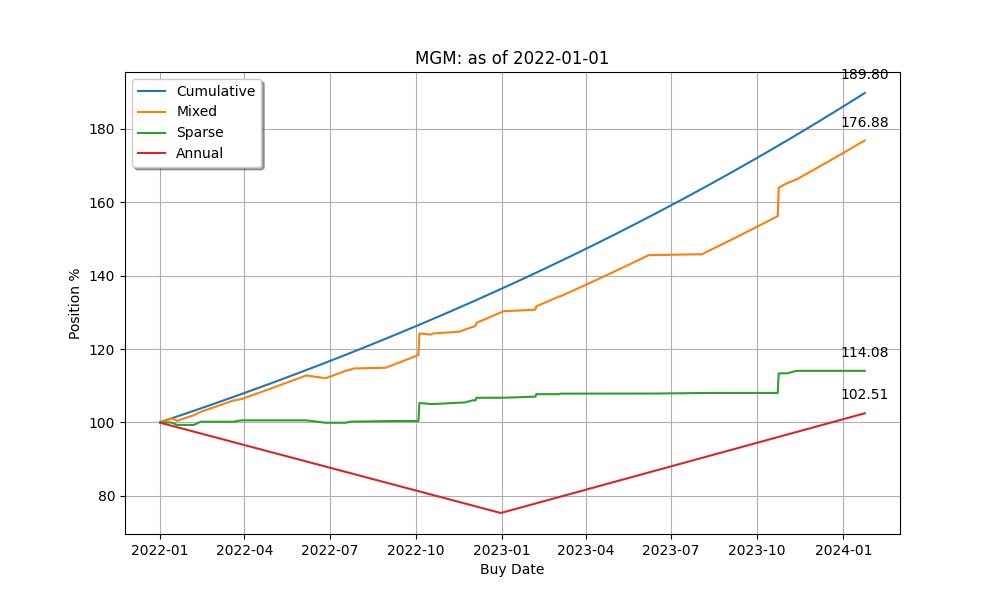 MGM: as of 2022-01-01
189.80
Cumulative
Mixed
Sparse
Annual
176.88
114.08
102.51
180
160
140
120
100
80
Position %
2022-01 2022-04 2022-07 2022-10 2023-01 2023-04 2023-07 2023-10 2024-01
Buy Date